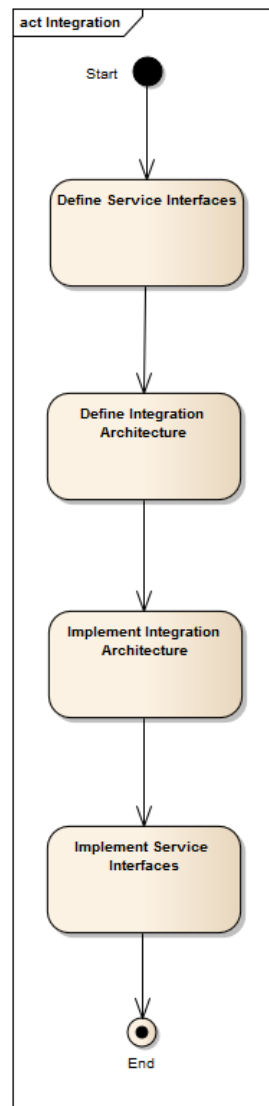 act Integration
Start
Define Service Interfaces
Define Integration
Architecture
Implement Integration
Architecture
Implement Service
Interfaces
End